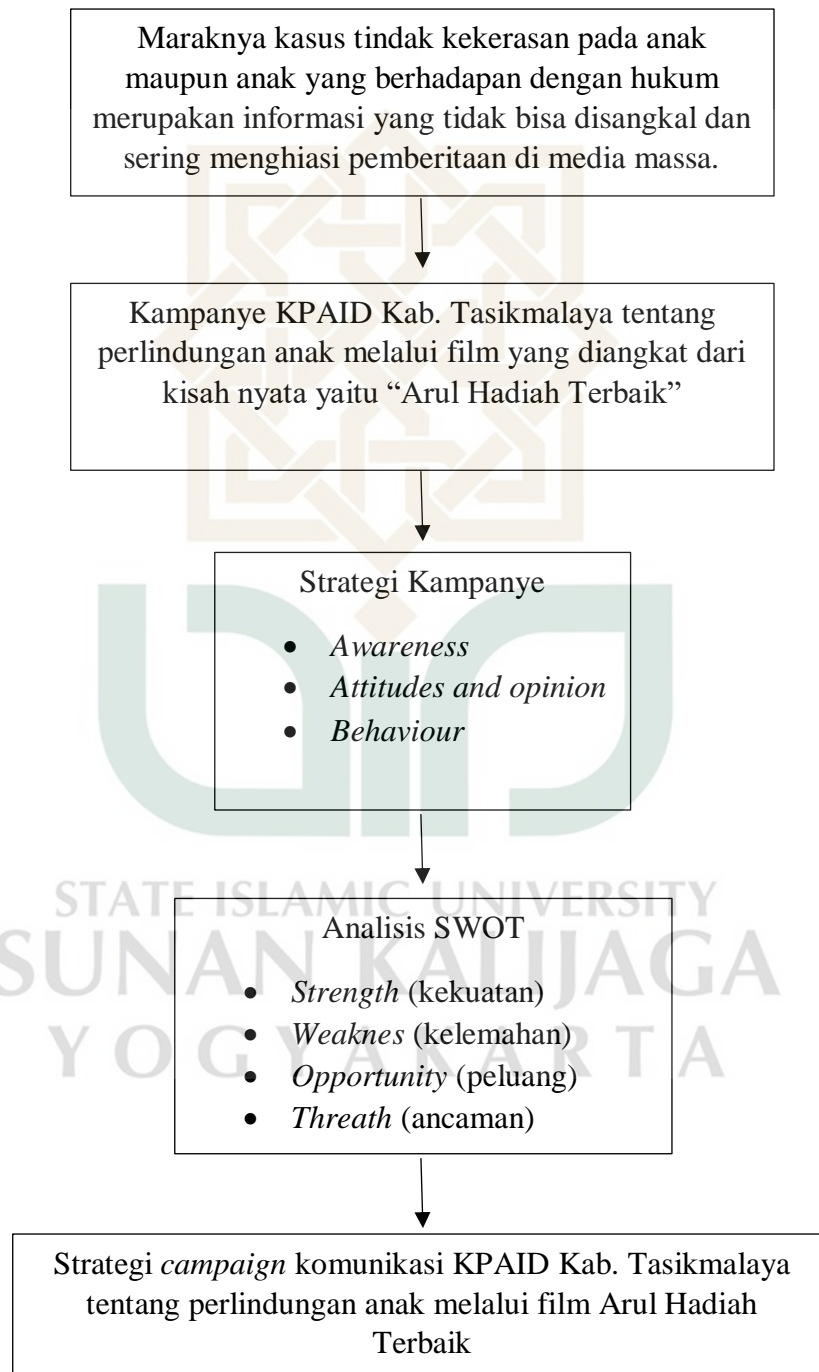 Maraknya kasus tindak kekerasan pada anak
maupun anak yang berhadapan dengan hukum
merupakan informasi yang tidak bisa disangkal dan
sering menghiasi pemberitaan di media massa.
Kampanye KPAID Kab. Tasikmalaya tentang
perlindungan anak melalui film yang diangkat dari
kisah nyata yaitu “Arul Hadiah Terbaik”
Strategi Kampanye
• Awareness
• Attitudes and opinion
• Behaviour
STATE ISLAMIC UNIVERSITY
SUNAN KALIJAGA
YOGYAKARTA
Analisis SWOT
• Strength (kekuatan)
• Weaknes (kelemahan)
• Opportunity (peluang)
• Threath (ancaman)
Strategi campaign komunikasi KPAID Kab. Tasikmalaya
tentang perlindungan anak melalui film Arul Hadiah
Terbaik